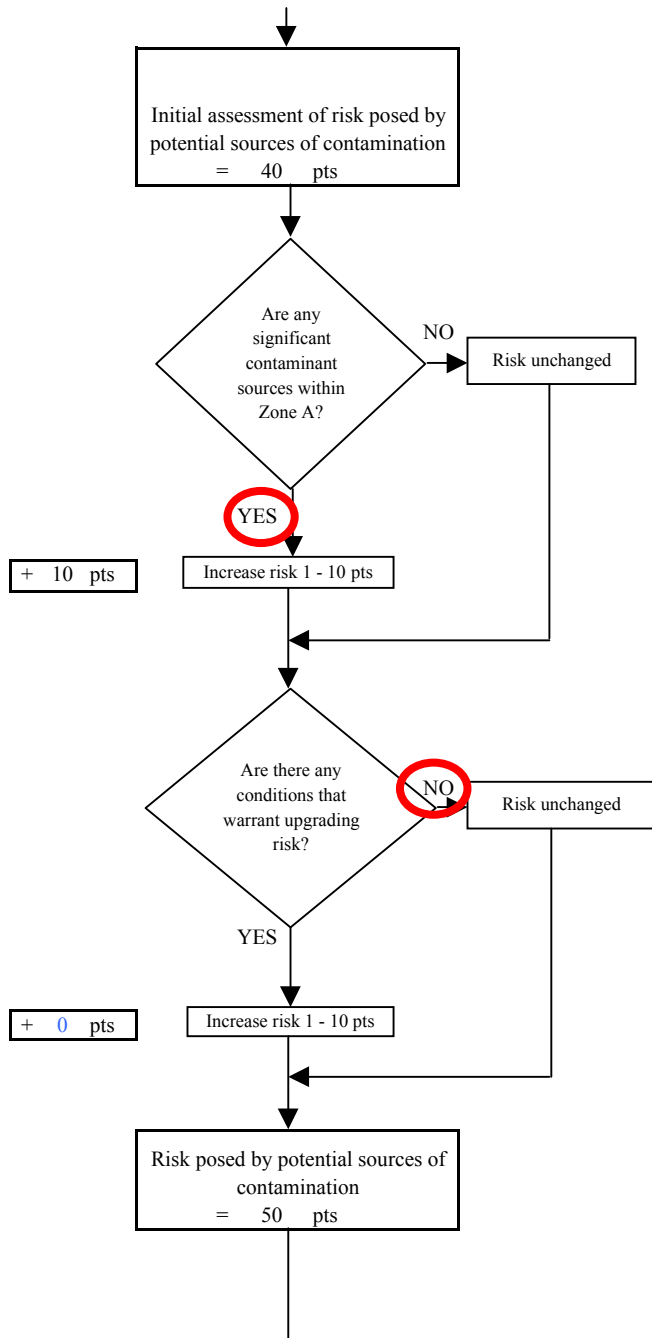 Initial assessment of risk posed by
potential sources of contamination
= 40 pts
Are any
significant
contaminant
sources within
Zone A?
NO
Risk unchanged
YES
+ 10 pts
Increase risk 1 - 10 pts
Are there any
conditions that
warrant upgrading
risk?
NO
Risk unchanged
YES
+ 0 pts
Increase risk 1 - 10 pts
Risk posed by potential sources of
contamination
= 50 pts